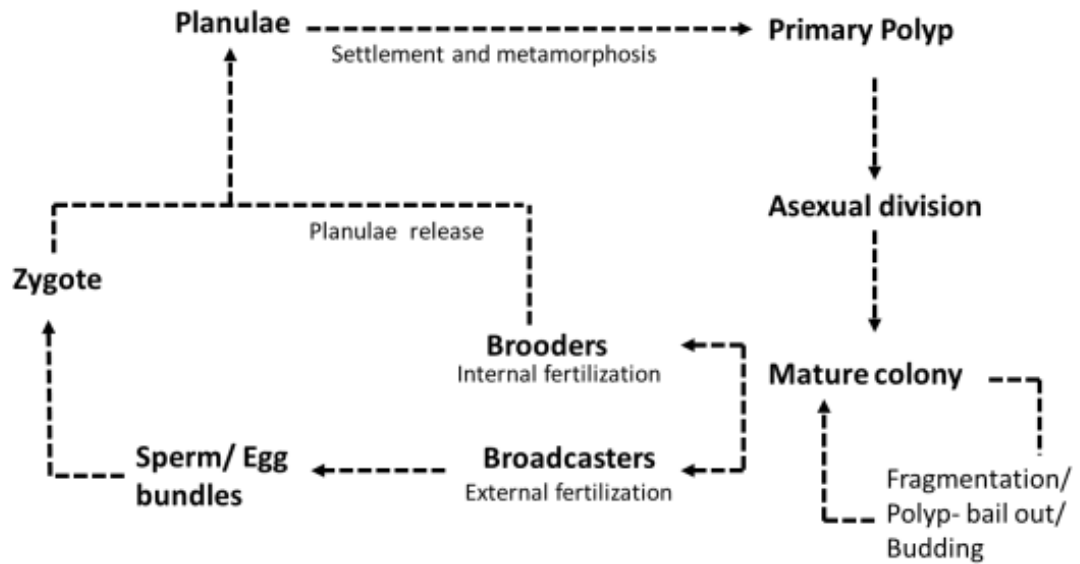 Planulae
Settlement and metamorphosis
Primary Polyp
Asexual division
Planulae release
Zygote
Brooders
Internal fertilization
Mature colony
Sperm/ Egg
bundles
Broadcasters
External fertilization
Fragmentation/
Polyp- bail out/
Budding